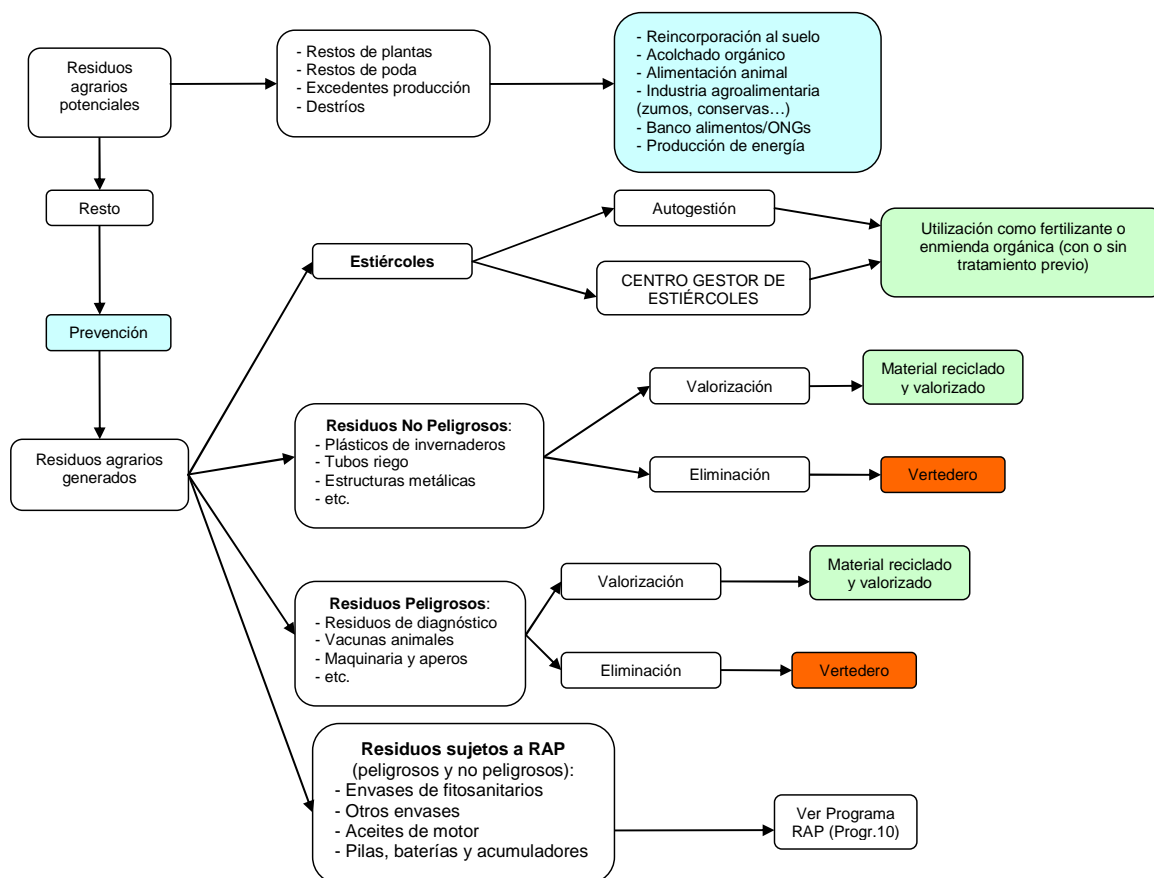 Residuos
agrarios
potenciales
- Restos de plantas
- Restos de poda
- Excedentes producción
- Destríos
- Reincorporación al suelo
- Acolchado orgánico
- Alimentación animal
- Industria agroalimentaria
(zumos, conservas…)
- Banco alimentos/ONGs
- Producción de energía
Resto
Prevención
Residuos agrarios
generados
Estiércoles
Autogestión
CENTRO GESTOR DE
ESTIÉRCOLES
Utilización como fertilizante o
enmienda orgánica (con o sin
tratamiento previo)
Residuos No Peligrosos:
- Plásticos de invernaderos
- Tubos riego
- Estructuras metálicas
- etc.
Valorización
Material reciclado
y valorizado
Eliminación
Vertedero
Residuos Peligrosos:
- Residuos de diagnóstico
- Vacunas animales
- Maquinaria y aperos
- etc.
Valorización
Material reciclado
y valorizado
Eliminación
Vertedero
Residuos sujetos a RAP
(peligrosos y no peligrosos):
- Envases de fitosanitarios
- Otros envases
- Aceites de motor
- Pilas, baterías y acumuladores
Ver Programa
RAP (Progr.10)